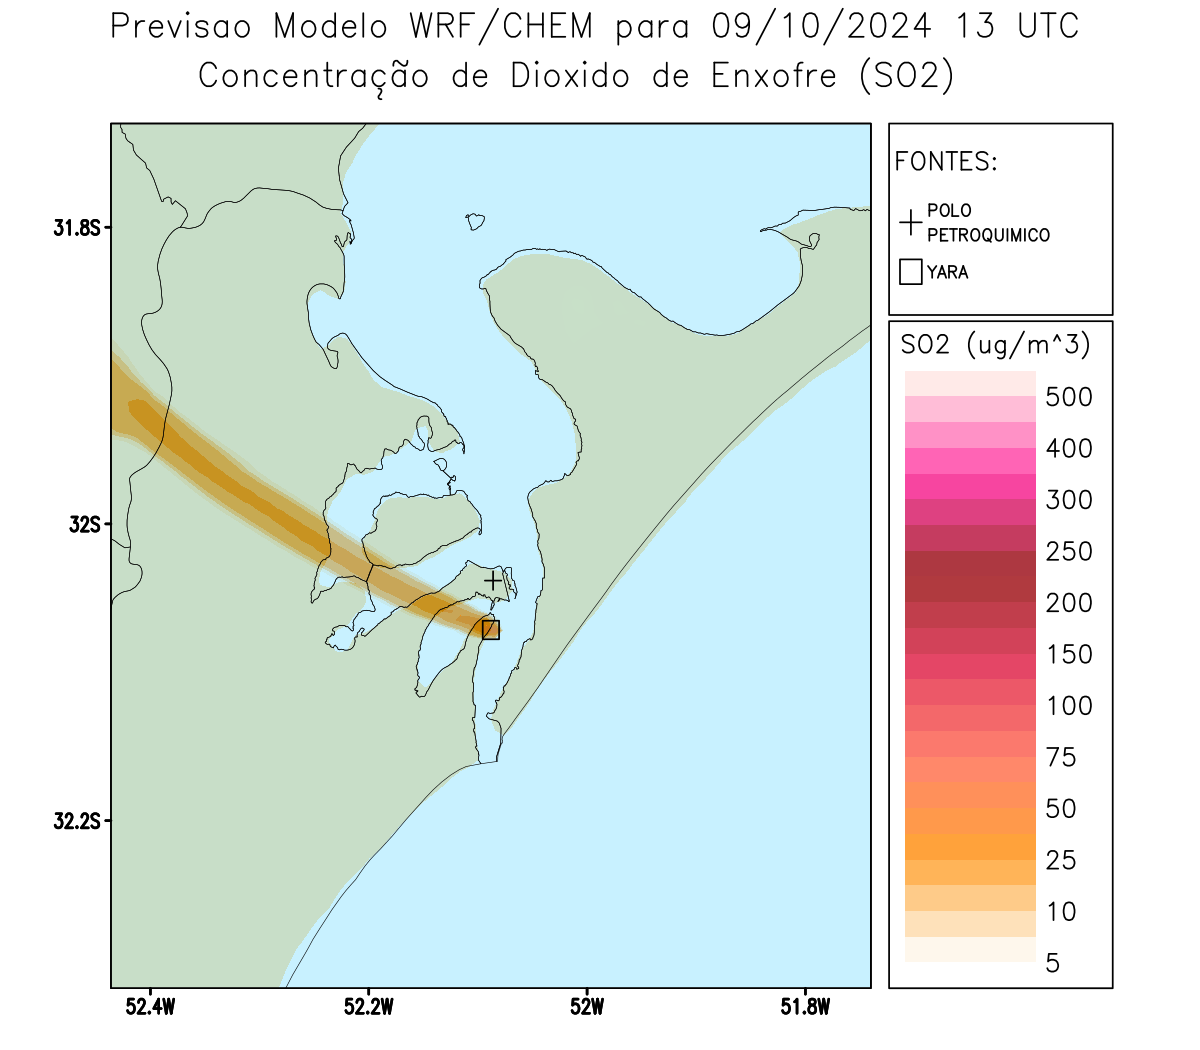 Previsao Modelo WRF/CHEM para 09/10/2024 13 UTC
Concentração de Dioxido de Enxofre (SO2)
FONTES:
POLO
PETROQUIMICO
YARA
SO2 (ug/m^3)
500
400
300
250
200
150
100
75
50
25
10
5
31.8S
32S
32.2S
52.4W
52.2W
52W
51.8W